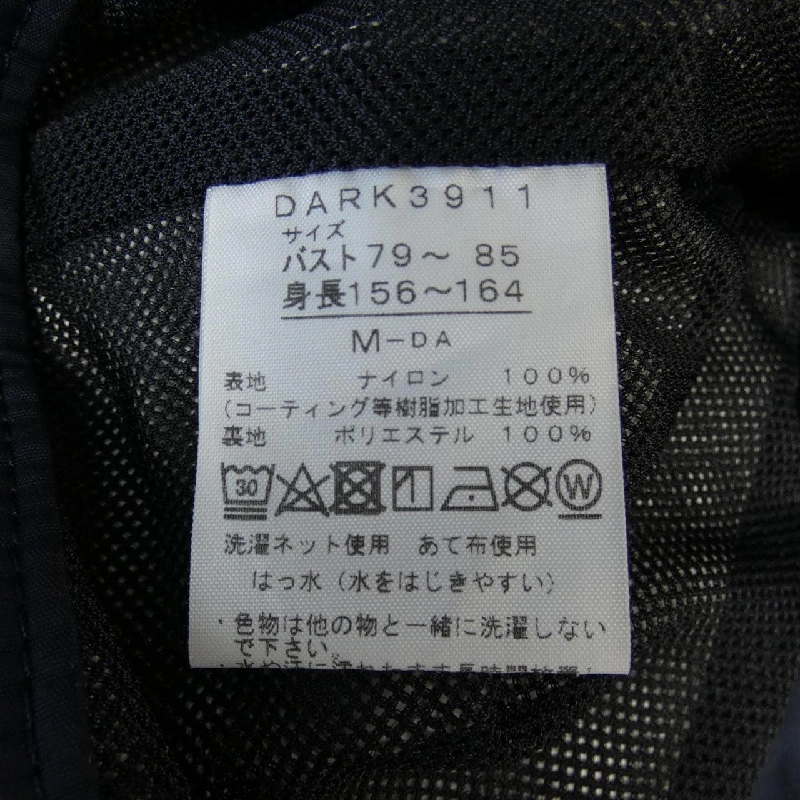 DARK3911
サイズ
バスト79～ 85
身長156～164
M-DA
表地 ナイロン 100%
(コーティング等樹脂加工生地使用)
裏地 ポリエステル 100%
30 W
洗濯ネット使用 あて布使用
はっ水(水をはじきやすい)
・色物は他の物と一緒に洗濯しない
で下さい。